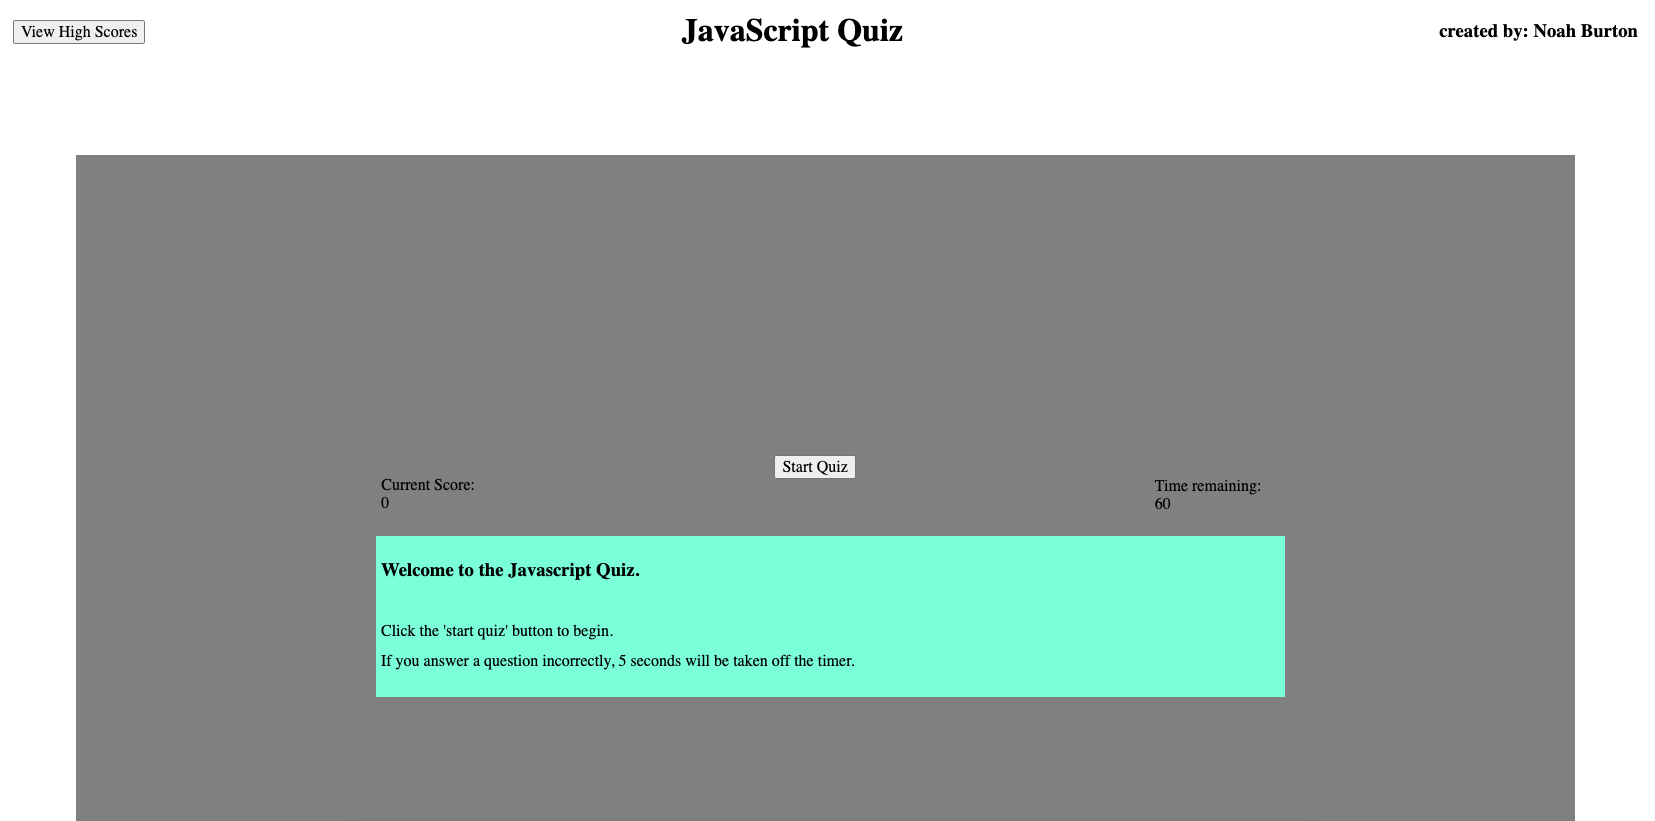 View High Scores
JavaScript Quiz
created by: Noah Burton
Start Quiz
Current Score:
0
Time remaining:
60
Welcome to the Javascript Quiz.
Click the 'start quiz' button to begin.
If you answer a question incorrectly, 5 seconds will be taken off the timer.